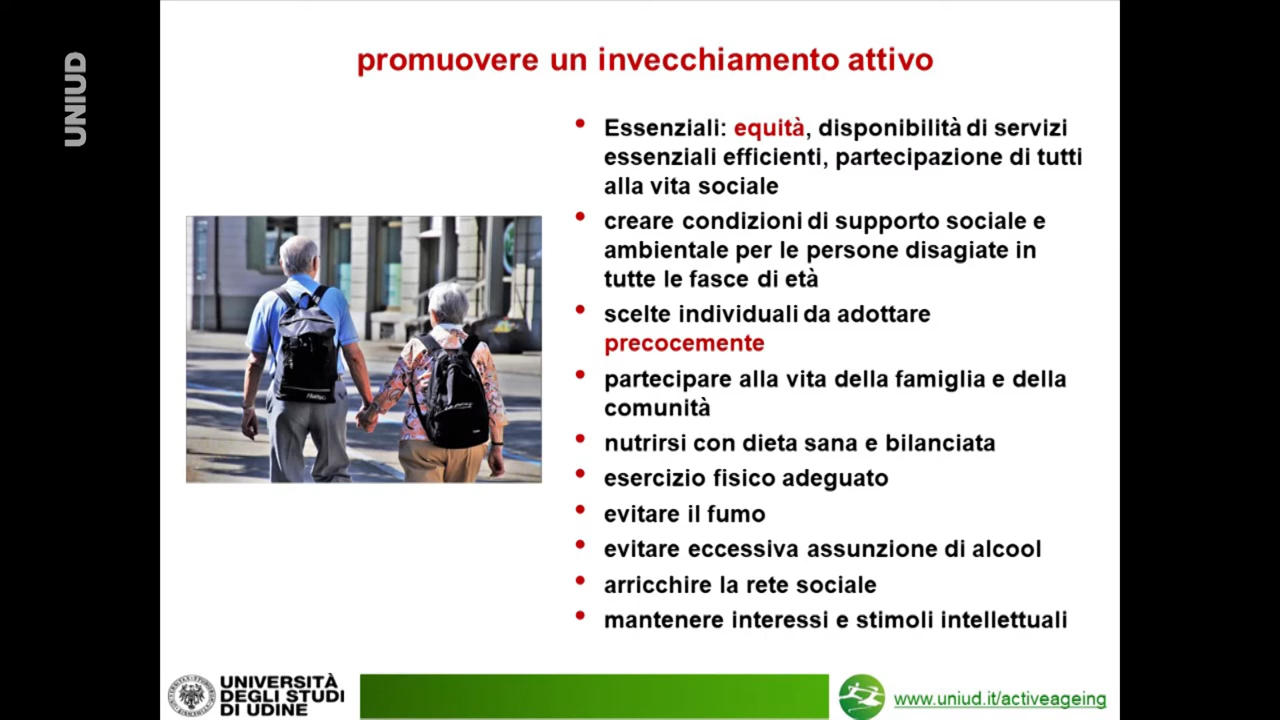 UNIUD
promuovere un invecchiamento attivo
• Essenziali: equità, disponibilità di servizi
essenziali efficienti, partecipazione di tutti
alla vita sociale
• creare condizioni di supporto sociale e
ambientale per le persone disagiate in
tutte le fasce di età
• scelte individuali da adottare
precocemente
• partecipare alla vita della famiglia e della
comunità
• nutrirsi con dieta sana e bilanciata
• esercizio fisico adeguato
• evitare il fumo
• evitare eccessiva assunzione di alcool
• arricchire la rete sociale
• mantenere interessi e stimoli intellettuali
UNIVERSITÀ
DEGLI STUDI
DI UDINE
www.uniud.it/activeageing